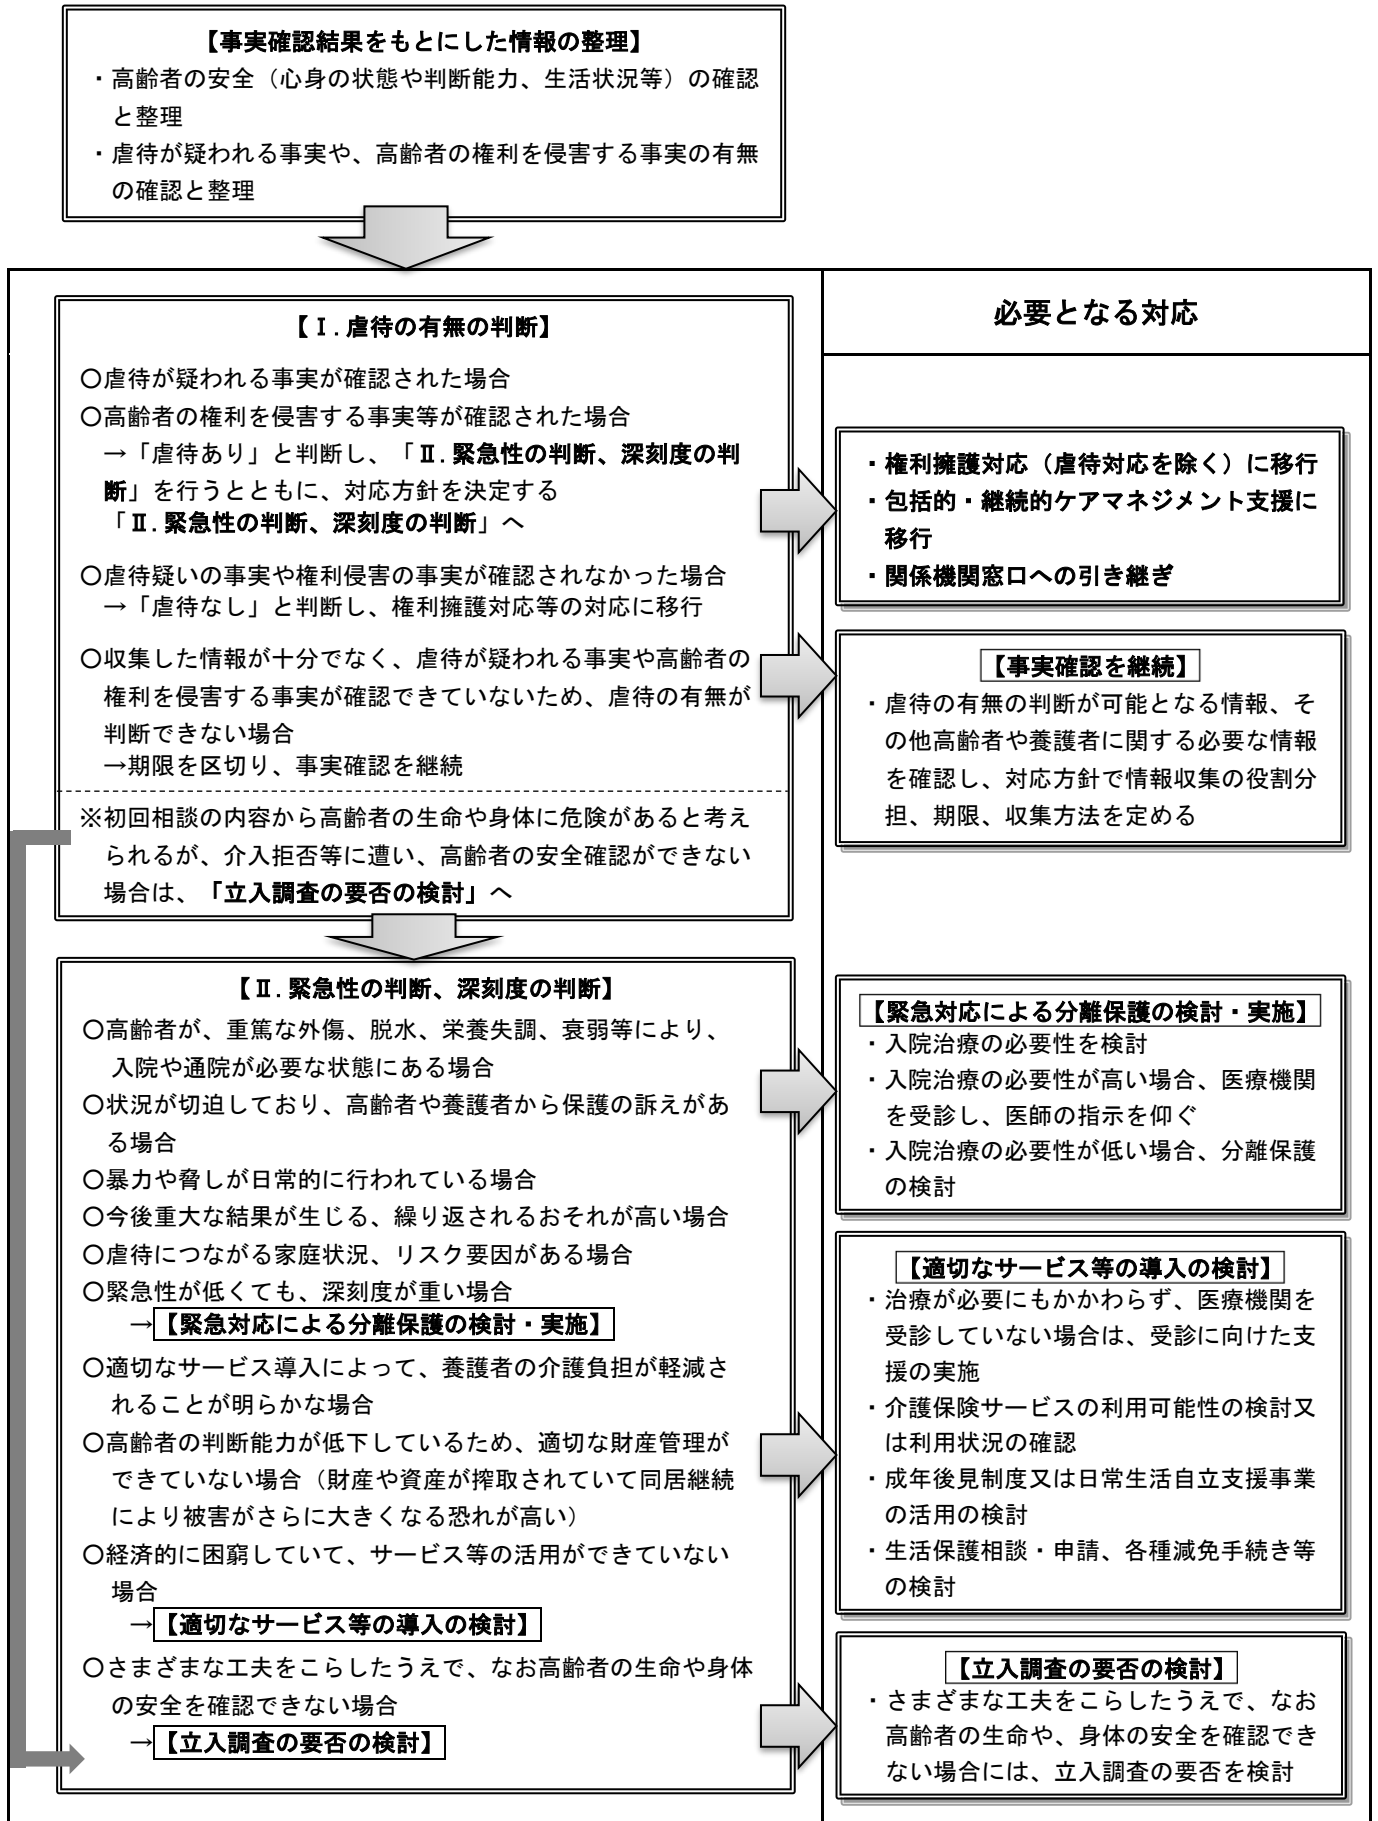 【事実確認結果をもとにした情報の整理】
・高齢者の安全（心身の状態や判断能力、生活状況等）の確認
と整理
・虐待が疑われる事実や、高齢者の権利を侵害する事実の有無
の確認と整理
【Ⅰ.虐待の有無の判断】
〇虐待が疑われる事実が確認された場合
〇高齢者の権利を侵害する事実等が確認された場合
→「虐待あり」と判断し、「Ⅱ.緊急性の判断、深刻度の判
断」を行うとともに、対応方針を決定する
「Ⅱ.緊急性の判断、深刻度の判断」へ
〇虐待疑いの事実や権利侵害の事実が確認されなかった場合
→「虐待なし」と判断し、権利擁護対応等の対応に移行
〇収集した情報が十分でなく、虐待が疑われる事実や高齢者の
権利を侵害する事実が確認できていないため、虐待の有無が
判断できない場合
→期限を区切り、事実確認を継続
※初回相談の内容から高齢者の生命や身体に危険があると考え
られるが、介入拒否等に遭い、高齢者の安全確認ができない
場合は、「立入調査の要否の検討」へ
必要となる対応
・権利擁護対応（虐待対応を除く）に移行
・包括的・継続的ケアマネジメント支援に
移行
・関係機関窓口への引き継ぎ
【事実確認を継続】
・虐待の有無の判断が可能となる情報、そ
の他高齢者や養護者に関する必要な情報
を確認し、対応方針で情報収集の役割分
担、期限、収集方法を定める
【Ⅱ.緊急性の判断、深刻度の判断】
〇高齢者が、重篤な外傷、脱水、栄養失調、衰弱等により、
入院や通院が必要な状態にある場合
〇状況が切迫しており、高齢者や養護者から保護の訴えがあ
る場合
〇暴力や脅しが日常的に行われている場合
〇今後重大な結果が生じる、繰り返されるおそれが高い場合
〇虐待につながる家庭状況、リスク要因がある場合
〇緊急性が低くても、深刻度が重い場合
→【緊急対応による分離保護の検討・実施】
〇適切なサービス導入によって、養護者の介護負担が軽減さ
れることが明らかな場合
〇高齢者の判断能力が低下しているため、適切な財産管理が
できていない場合（財産や資産が搾取されていて同居継続
により被害がさらに大きくなる恐れが高い）
〇経済的に困窮していて、サービス等の活用ができていない
場合
→【適切なサービス等の導入の検討】
〇さまざまな工夫をこらしたうえで、なお高齢者の生命や身体
の安全を確認できない場合
→【立入調査の要否の検討】
【緊急対応による分離保護の検討・実施】
・入院治療の必要性を検討
・入院治療の必要性が高い場合、医療機関
を受診し、医師の指示を仰ぐ
・入院治療の必要性が低い場合、分離保護
の検討
【適切なサービス等の導入の検討】
・治療が必要にもかかわらず、医療機関を
受診していない場合は、受診に向けた支
援の実施
・介護保険サービスの利用可能性の検討又
は利用状況の確認
・成年後見制度又は日常生活自立支援事業
の活用の検討
・生活保護相談・申請、各種減免手続き等
の検討
【立入調査の要否の検討】
・さまざまな工夫をこらしたうえで、なお
高齢者の生命や、身体の安全を確認でき
ない場合には、立入調査の要否を検討